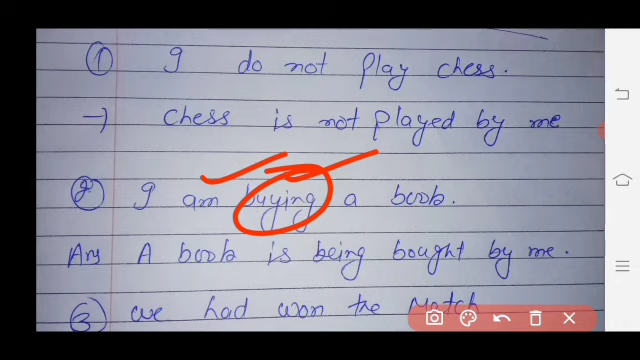 ① I do not play chess.
→ Chess is not played by me
② I am buying a book.
Ans A book is being bought by me.
③ we had won the Match